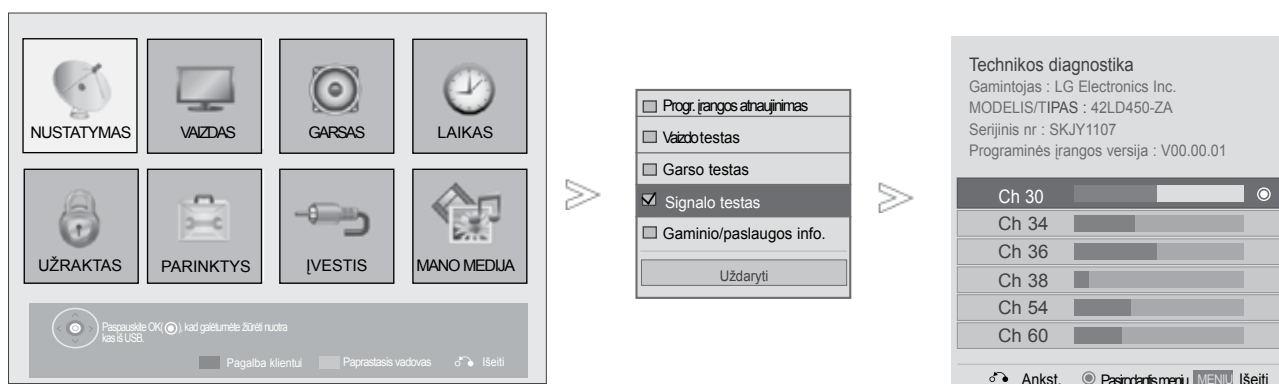 NUSTATYMAS
VAIZDAS
GARSAS
LAIKAS
UŽRAKTAS
PARINKTYS
ĮVESTIS
MANO MEDIJA
Paspauskite OK(◉), kad galėtumėte žiūrėti nuotra
kas iš USB.
Pagalba klientui
Paprastasis vadovas
Išeiti
Progr. įrangos atnaujinimas
Vaizdo testas
Garso testas
Signalo testas
Gaminio/paslaugos info.
Uždaryti
Technikos diagnostika
Gamintojas : LG Electronics Inc.
MODELIS/TIPAS : 42LD450-ZA
Serijinis nr : SKJY1107
Programinės įrangos versija : V00.00.01
Ch 30
Ch 34
Ch 36
Ch 38
Ch 54
Ch 60
Ankst. ◉ meniu MENIU Išeiti